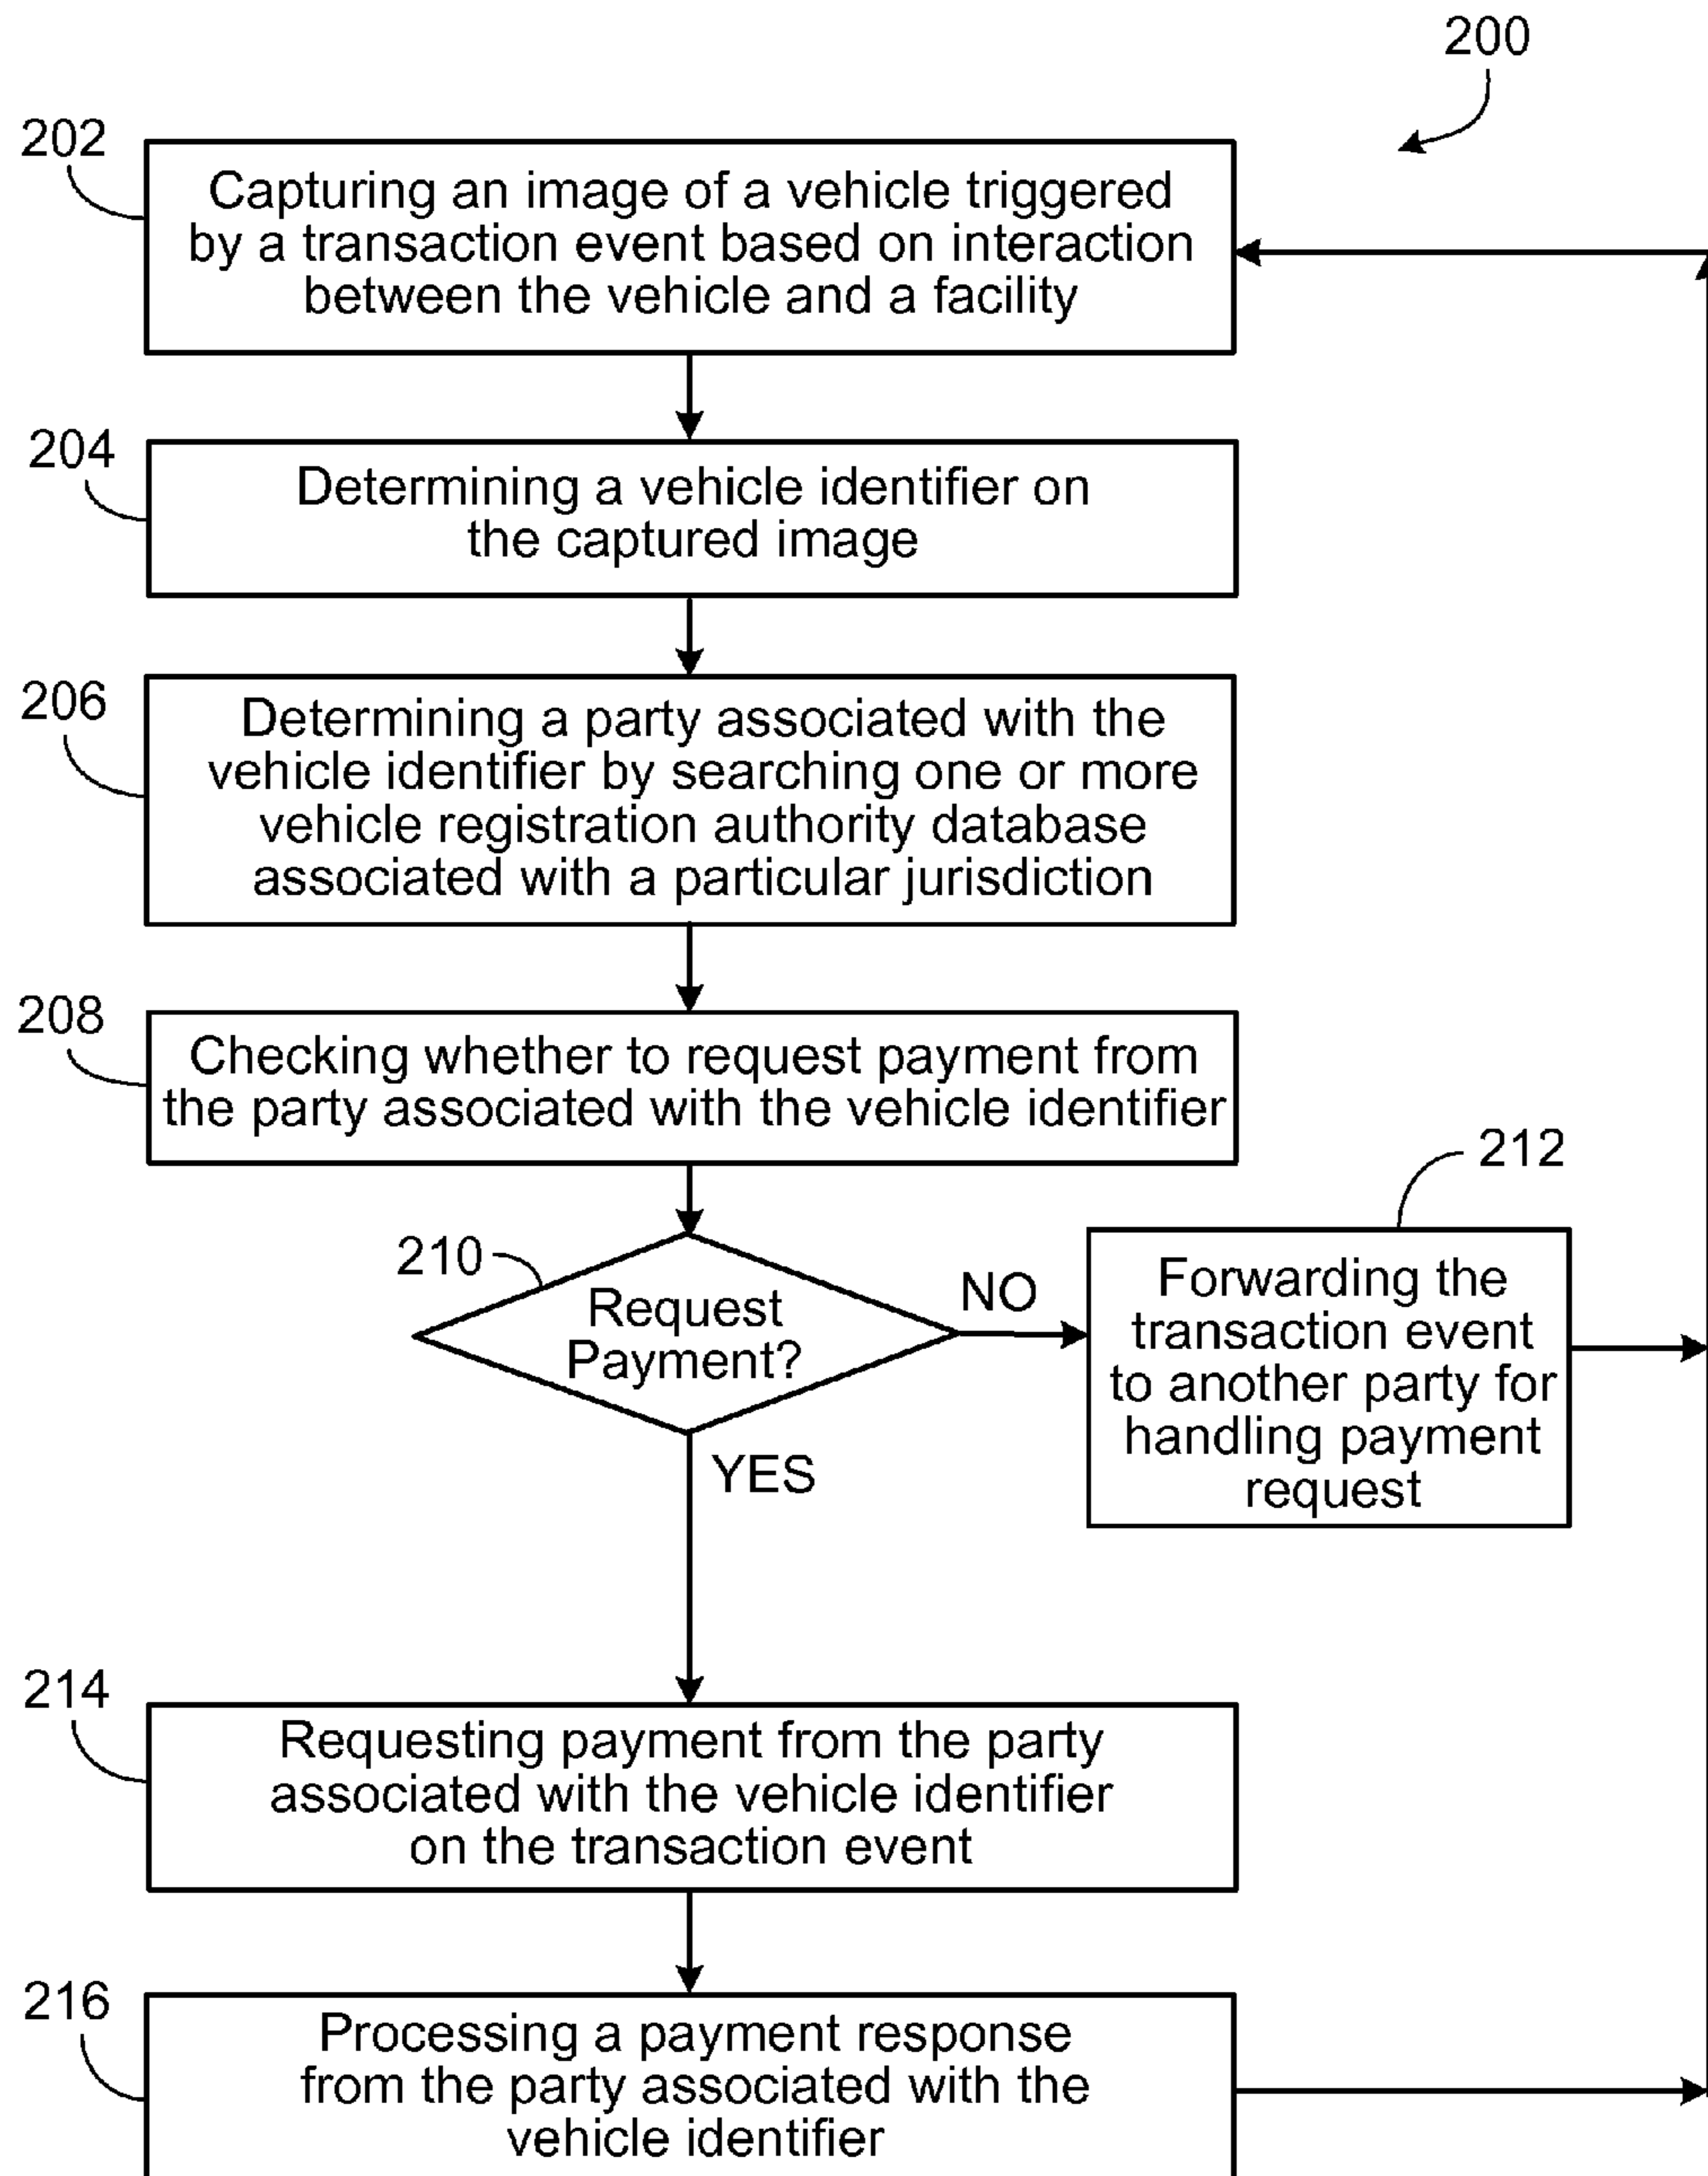 200
202
Capturing an image of a vehicle triggered
by a transaction event based on interaction
between the vehicle and a facility
204
Determining a vehicle identifier on
the captured image
206
Determining a party associated with the
vehicle identifier by searching one or more
vehicle registration authority database
associated with a particular jurisdiction
208
Checking whether to request payment from
the party associated with the vehicle identifier
210
Request
Payment?
NO
212
Forwarding the
transaction event
to another party for
handling payment
request
YES
214
Requesting payment from the party
associated with the vehicle identifier
on the transaction event
216
Processing a payment response
from the party associated with the
vehicle identifier